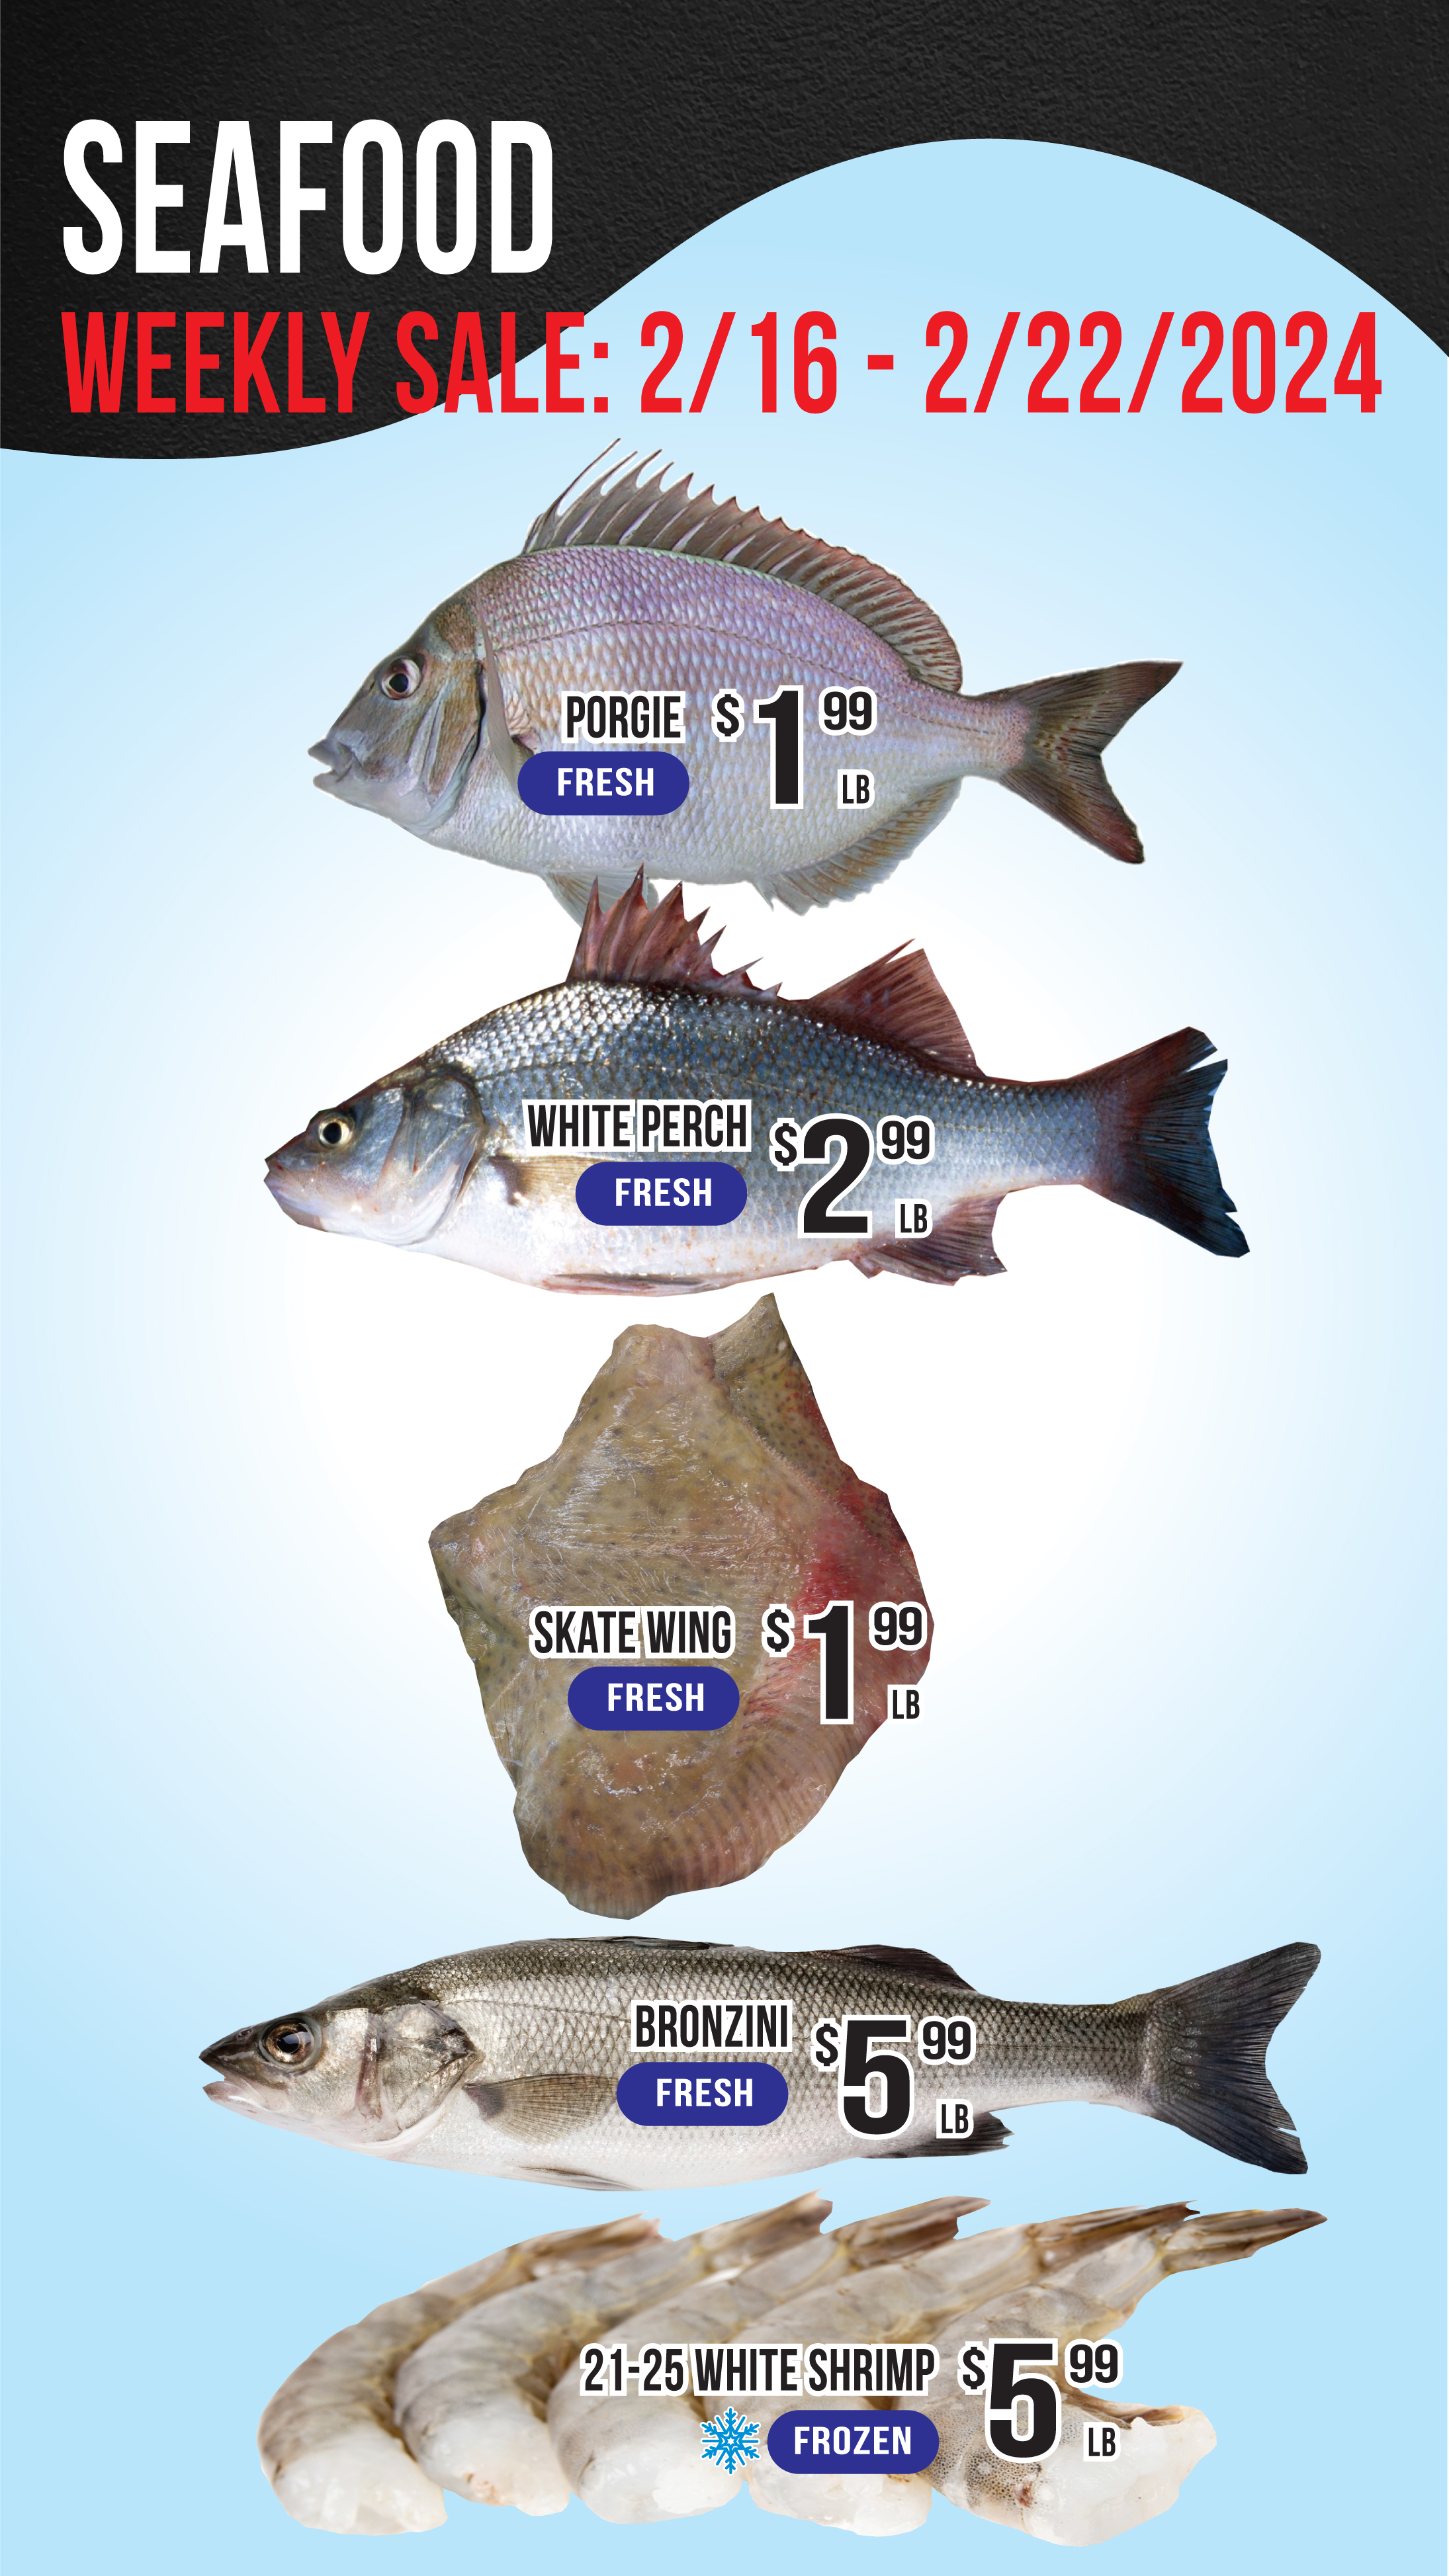 SEAFOOD
WEEKLY SALE: 2/16 - 2/22/2024
PORGIE $1 99
FRESH LB
WHITE PERCH $2 99
FRESH LB
SKATE WING $1 99
FRESH LB
BRONZINI $5 99
FRESH LB
21-25 WHITE SHRIMP $5 99
FROZEN LB